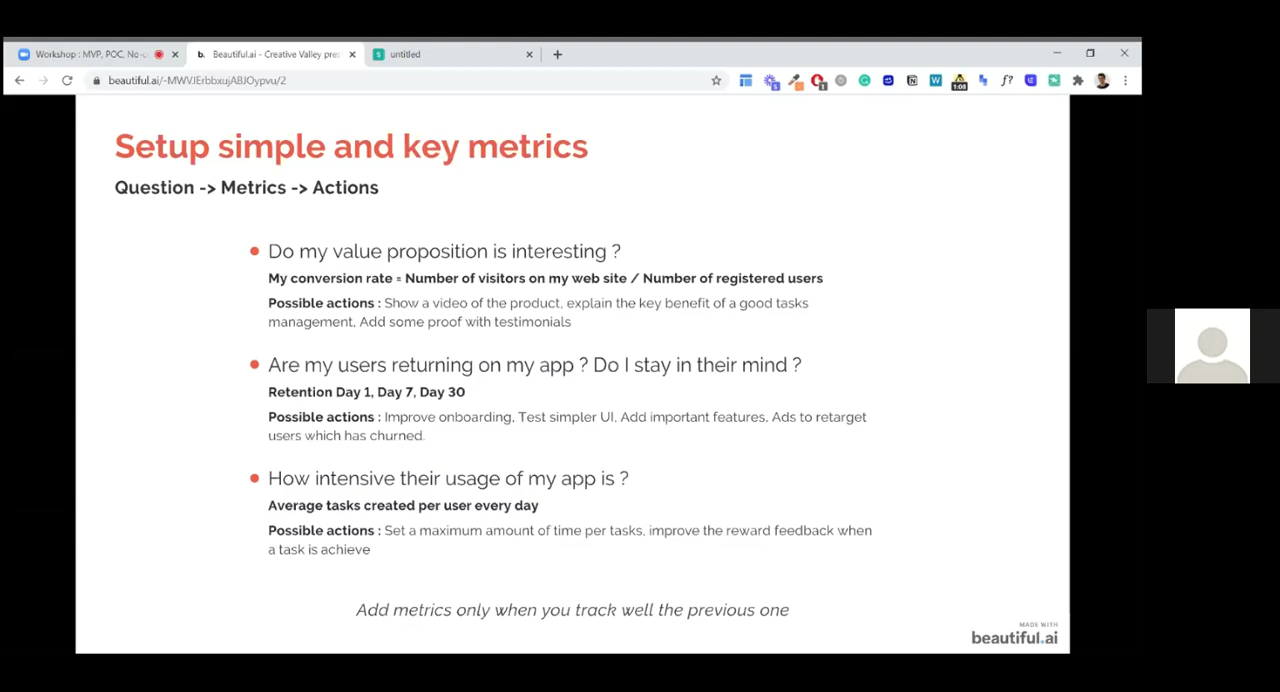 Workshop : MVP, POC, No-c
b. Beautiful.ai - Creative Valley pres
S untitled
beautiful.ai/-MWVJErbbxujABJOypvu/2
1:08
f?
Setup simple and key metrics
Question -> Metrics -> Actions
Do my value proposition is interesting ?
My conversion rate = Number of visitors on my web site / Number of registered users
Possible actions : Show a video of the product, explain the key benefit of a good tasks
management, Add some proof with testimonials
Are my users returning on my app ? Do I stay in their mind ?
Retention Day 1, Day 7, Day 30
Possible actions : Improve onboarding, Test simpler UI, Add important features, Ads to retarget
users which has churned.
How intensive their usage of my app is ?
Average tasks created per user every day
Possible actions : Set a maximum amount of time per tasks, improve the reward feedback when
a task is achieve
Add metrics only when you track well the previous one
MADE WITH
beautiful.ai